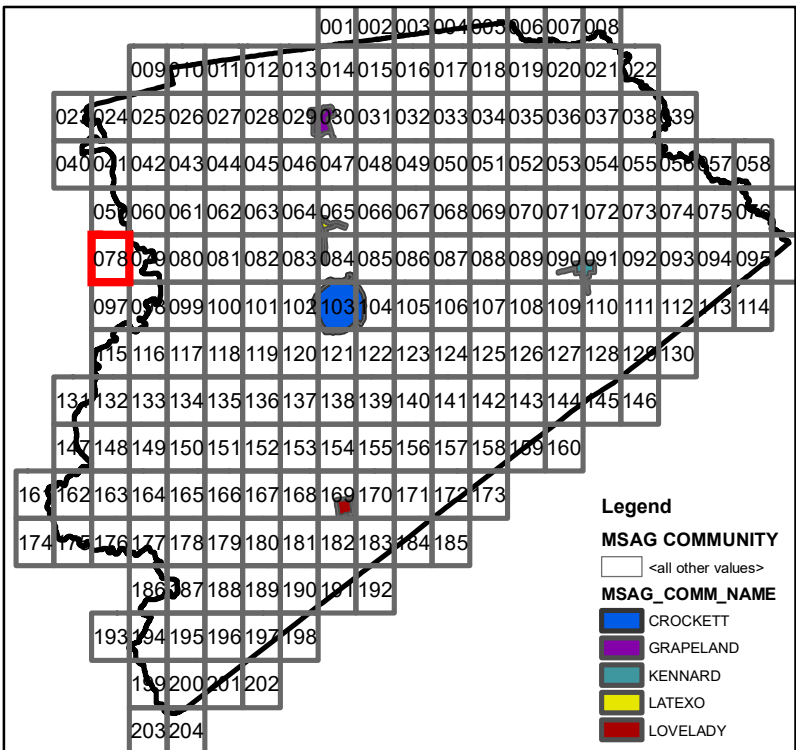 001 002 003 004 005 006 007 008
009 010 011 012 013 014 015 016 017 018 019 020 021 022
023 024 025 026 027 028 029 030 031 032 033 034 035 036 037 038 039
040 041 042 043 044 045 046 047 048 049 050 051 052 053 054 055 056 057 058
059 060 061 062 063 064 065 066 067 068 069 070 071 072 073 074 075 076
078 079 080 081 082 083 084 085 086 087 088 089 090 091 092 093 094 095
097 098 099 100 101 102 103 104 105 106 107 108 109 110 111 112 113 114
115 116 117 118 119 120 121 122 123 124 125 126 127 128 129 130
131 132 133 134 135 136 137 138 139 140 141 142 143 144 145 146
147 148 149 150 151 152 153 154 155 156 157 158 159 160
161 162 163 164 165 166 167 168 169 170 171 172 173
174 175 176 177 178 179 180 181 182 183 184 185
186 187 188 189 190 191 192
193 194 195 196 197 198
199 200 201 202
203 204
Legend
MSAG COMMUNITY
<all other values>
MSAG_COMM_NAME
CROCKETT
GRAPELAND
KENNARD
LATEXO
LOVELADY